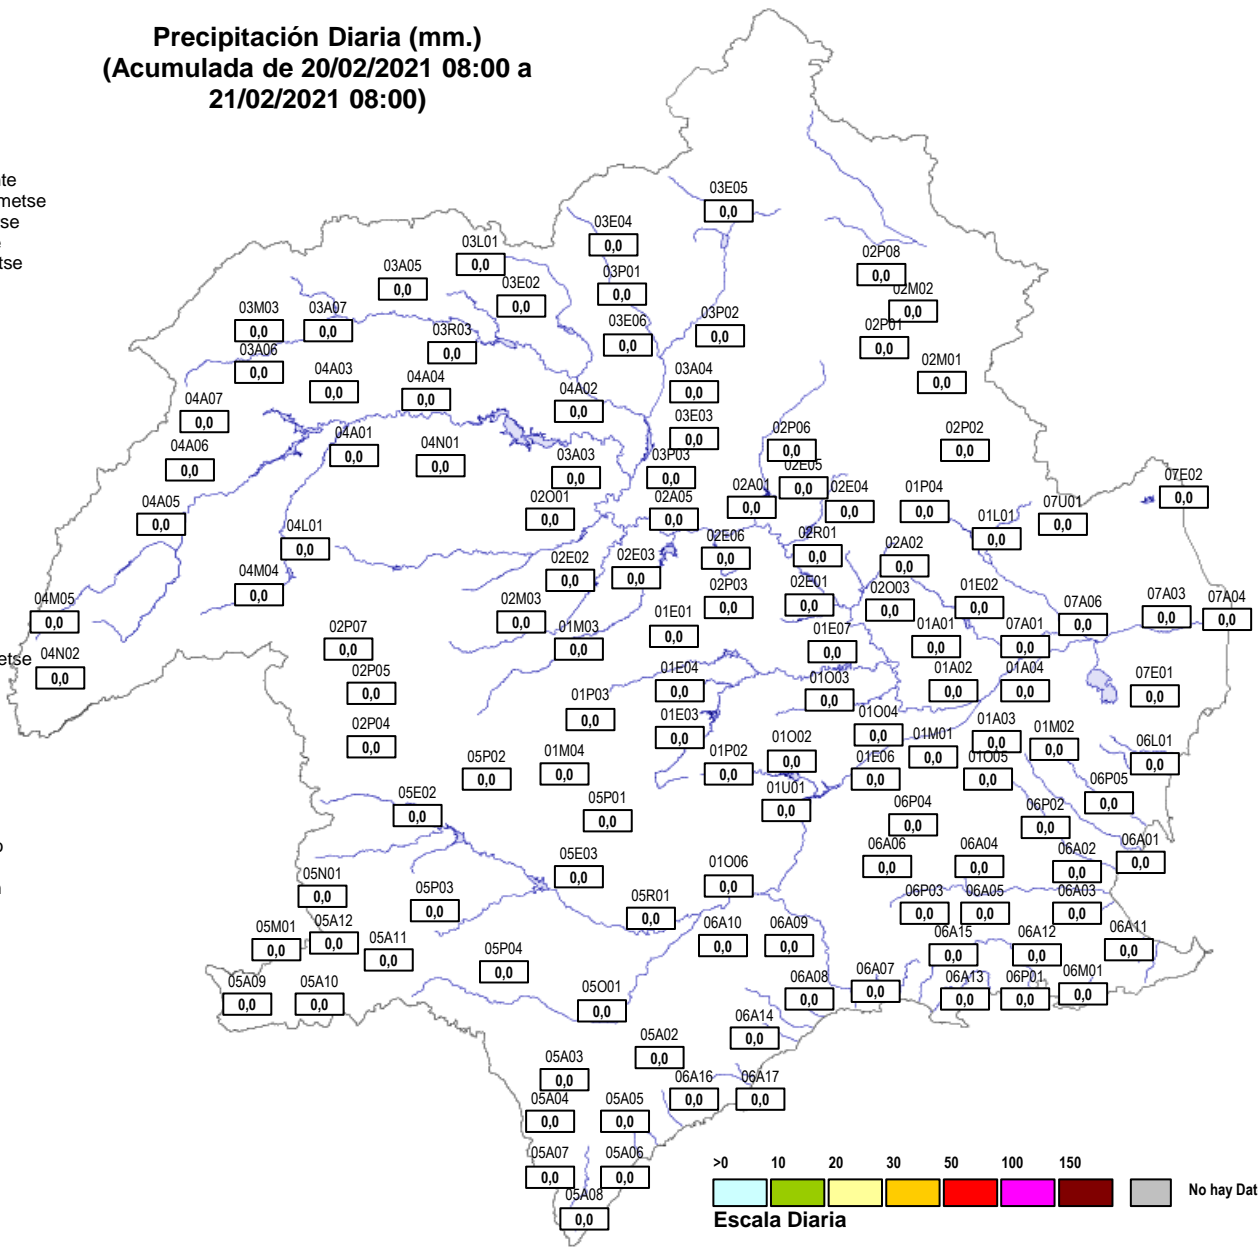 Precipitación Diaria (mm.)
(Acumulada de 20/02/2021 08:00 a
21/02/2021 08:00)
te
metse
se
e
tse
etse
o
n
03E05
0,0
03E04
0,0
03L01
0,0
02P08
0,0
03A05
0,0
03P01
0,0
03E02
0,0
02M02
0,0
03M03
0,0
03A07
0,0
03P02
0,0
03E06
0,0
03R03
0,0
02P01
0,0
03A06
0,0
02M01
0,0
04A03
0,0
04A04
0,0
03A04
0,0
04A02
0,0
04A07
0,0
03E03
0,0
02P06
0,0
02P02
0,0
04A01
0,0
04N01
0,0
04A06
0,0
03A03
0,0
03P03
0,0
02E05
0,0
07E02
0,0
02A01
0,0
02E04
0,0
01P04
0,0
02O01
0,0
02A05
0,0
04A05
0,0
07U01
0,0
01L01
0,0
04L01
0,0
02E06
0,0
02R01
0,0
02A02
0,0
02E02
0,0
02E03
0,0
04M04
0,0
02P03
0,0
02E01
0,0
02O03
0,0
01E02
0,0
07A03
0,0
07A04
0,0
04M05
0,0
02M03
0,0
07A06
0,0
01E01
0,0
02P07
0,0
01M03
0,0
01E07
0,0
01A01
0,0
07A01
0,0
04N02
0,0
02P05
0,0
01E04
0,0
01O03
0,0
01A02
0,0
01A04
0,0
07E01
0,0
01P03
0,0
01E03
0,0
01O04
0,0
01A03
0,0
01M02
0,0
02P04
0,0
01M01
0,0
01O02
0,0
06L01
0,0
05P02
0,0
01M04
0,0
01P02
0,0
01E06
0,0
01O05
0,0
06P05
0,0
05E02
0,0
05P01
0,0
01U01
0,0
06P04
0,0
06P02
0,0
06A06
0,0
06A04
0,0
06A02
0,0
06A01
0,0
05E03
0,0
01O06
0,0
05N01
0,0
05P03
0,0
05R01
0,0
06P03
0,0
06A05
0,0
06A03
0,0
05M01
0,0
05A12
0,0
06A10
0,0
06A09
0,0
06A15
0,0
06A12
0,0
06A11
0,0
05A11
0,0
05P04
0,0
05A09
0,0
05A10
0,0
05O01
0,0
06A08
0,0
06A07
0,0
06A13
0,0
06P01
0,0
06M01
0,0
06A14
0,0
05A02
0,0
05A03
0,0
06A16
0,0
06A17
0,0
05A04
0,0
05A05
0,0
05A07
0,0
05A06
0,0
05A08
0,0
>0 10 20 30 50 100 150
No hay Dat
Escala Diaria